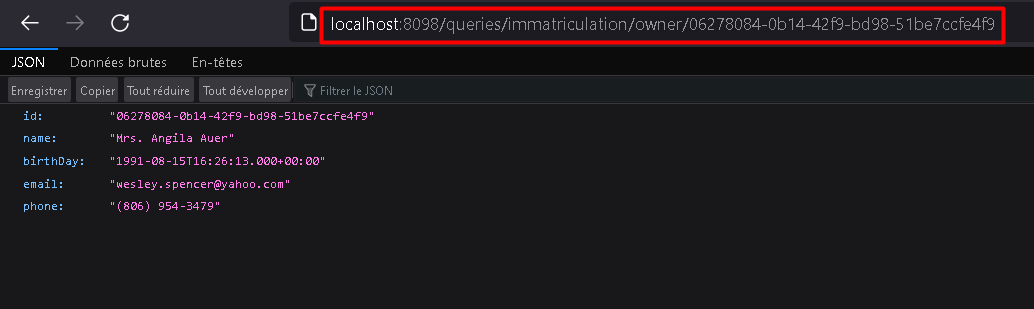 localhost:8098/queries/immatriculation/owner/06278084-0b14-42f9-bd98-51be7ccfe4f9
JSON Données brutes En-têtes
Enregistrer Copier Tout réduire Tout développer Filtrer le JSON
id: "06278084-0b14-42f9-bd98-51be7ccfe4f9"
name: "Mrs. Angila Auer"
birthDay: "1991-08-15T16:26:13.000+00:00"
email: "wesley.spencer@yahoo.com"
phone: "(806) 954-3479"